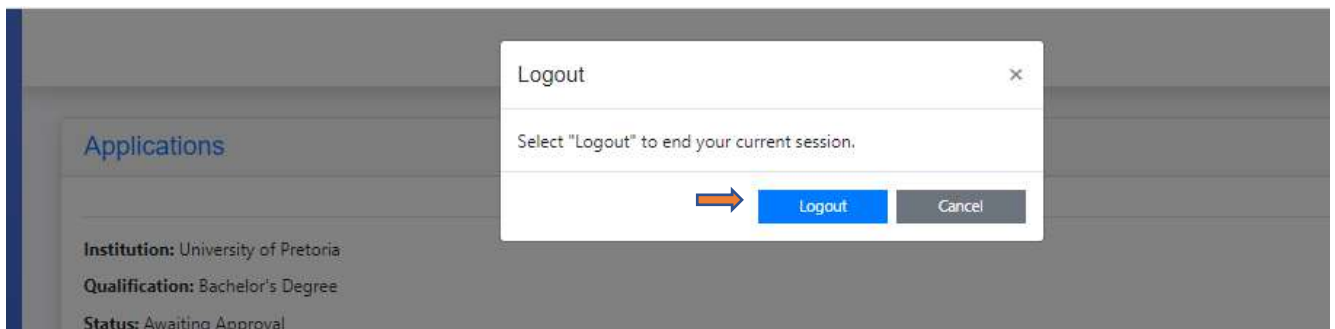 Logout ×
Select "Logout" to end your current session.
Logout Cancel
Applications
Institution: University of Pretoria
Qualification: Bachelor's Degree
Status: Awaiting Approval